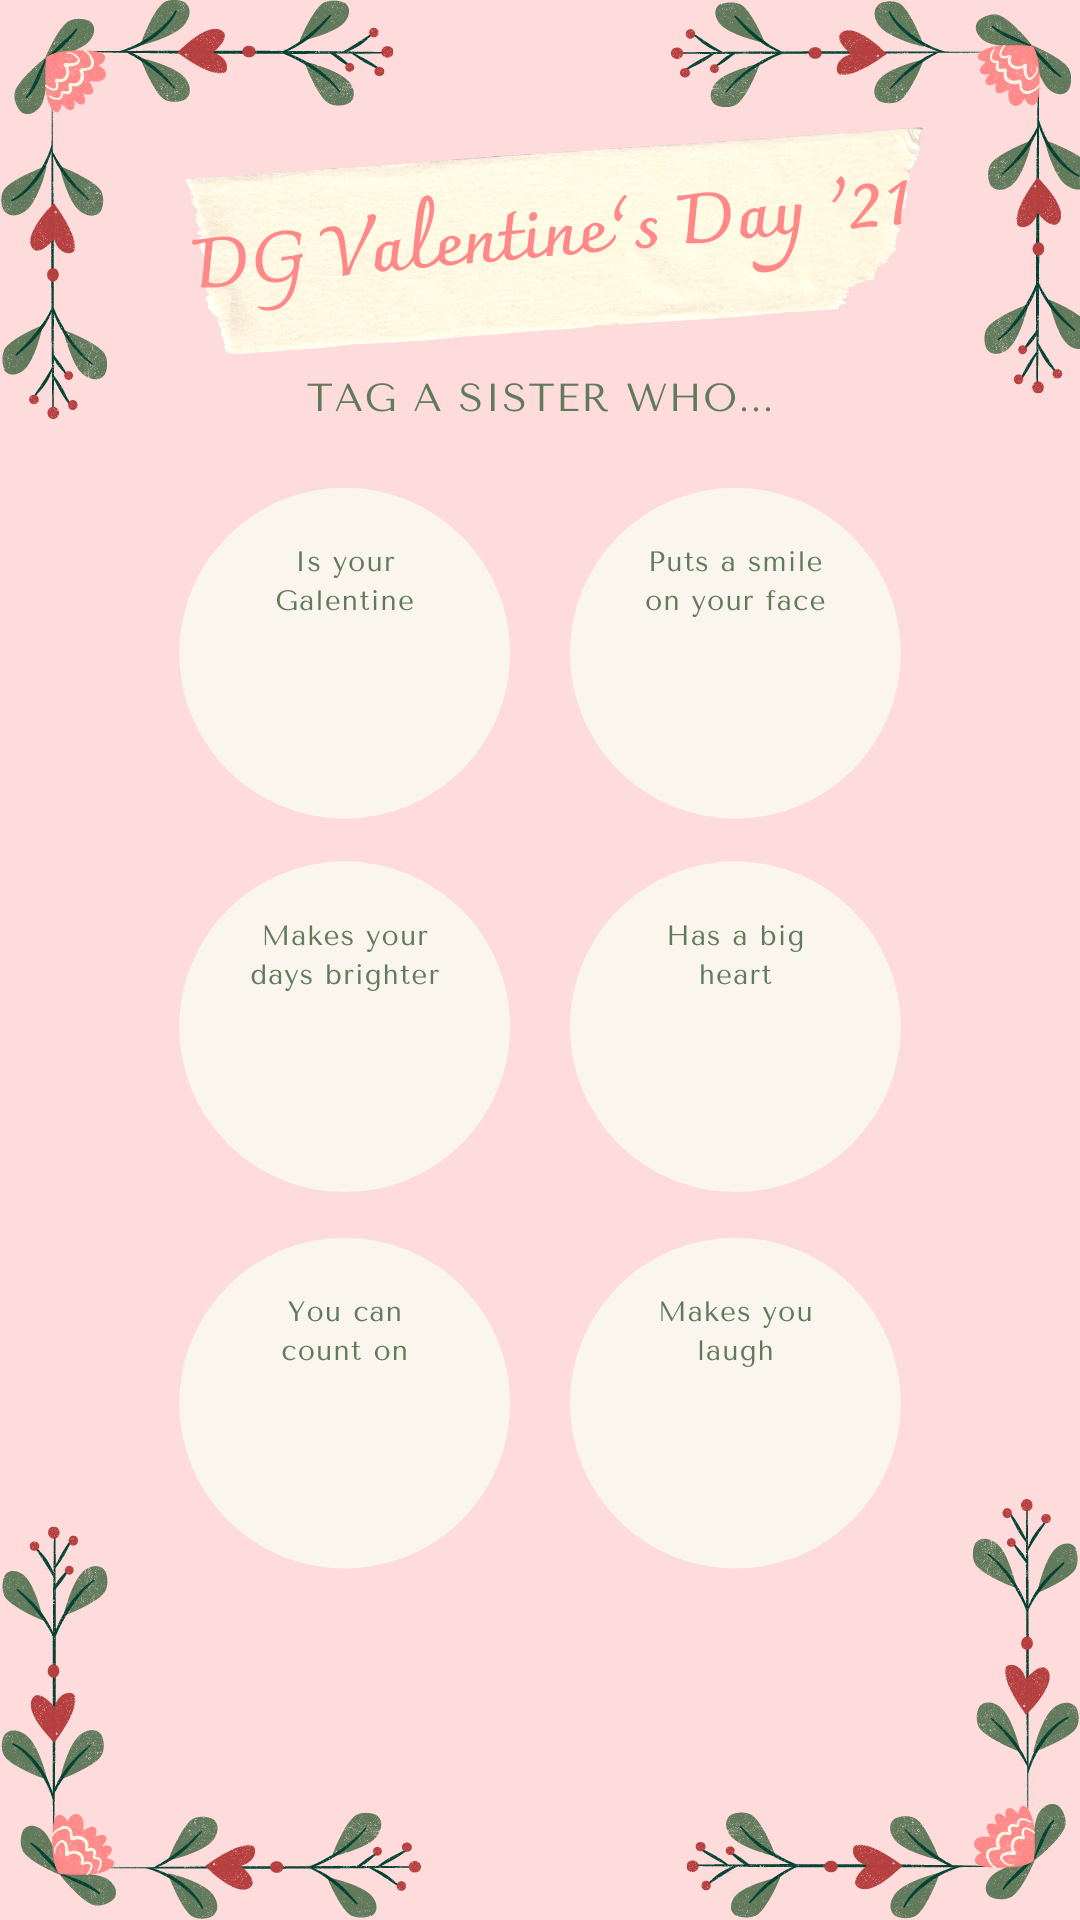 DG Valentine‘s Day ’21
TAG A SISTER WHO...
Is your
Galentine
Puts a smile
on your face
Makes your
days brighter
Has a big
heart
You can
count on
Makes you
laugh